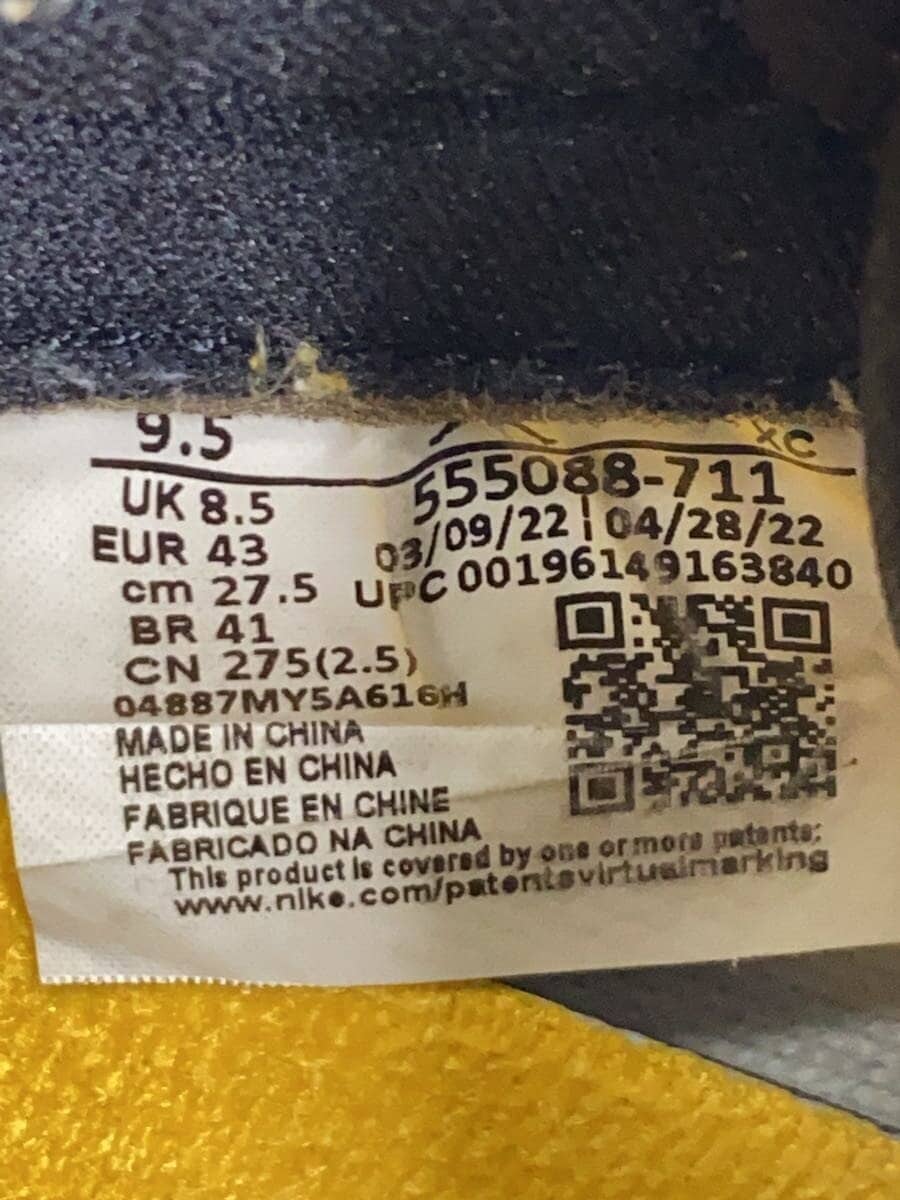 9.5 XC
UK 8.5 555088-711
EUR 43 03/09/22 | 04/28/22
cm 27.5 UPC 00196149163840
BR 41
CN 275(2.5)
04887MY5A616H
MADE IN CHINA
HECHO EN CHINA
FABRIQUE EN CHINE
FABRICADO NA CHINA
This product is covered by one or more patents:
www.nike.com/patentsvirtualmarking